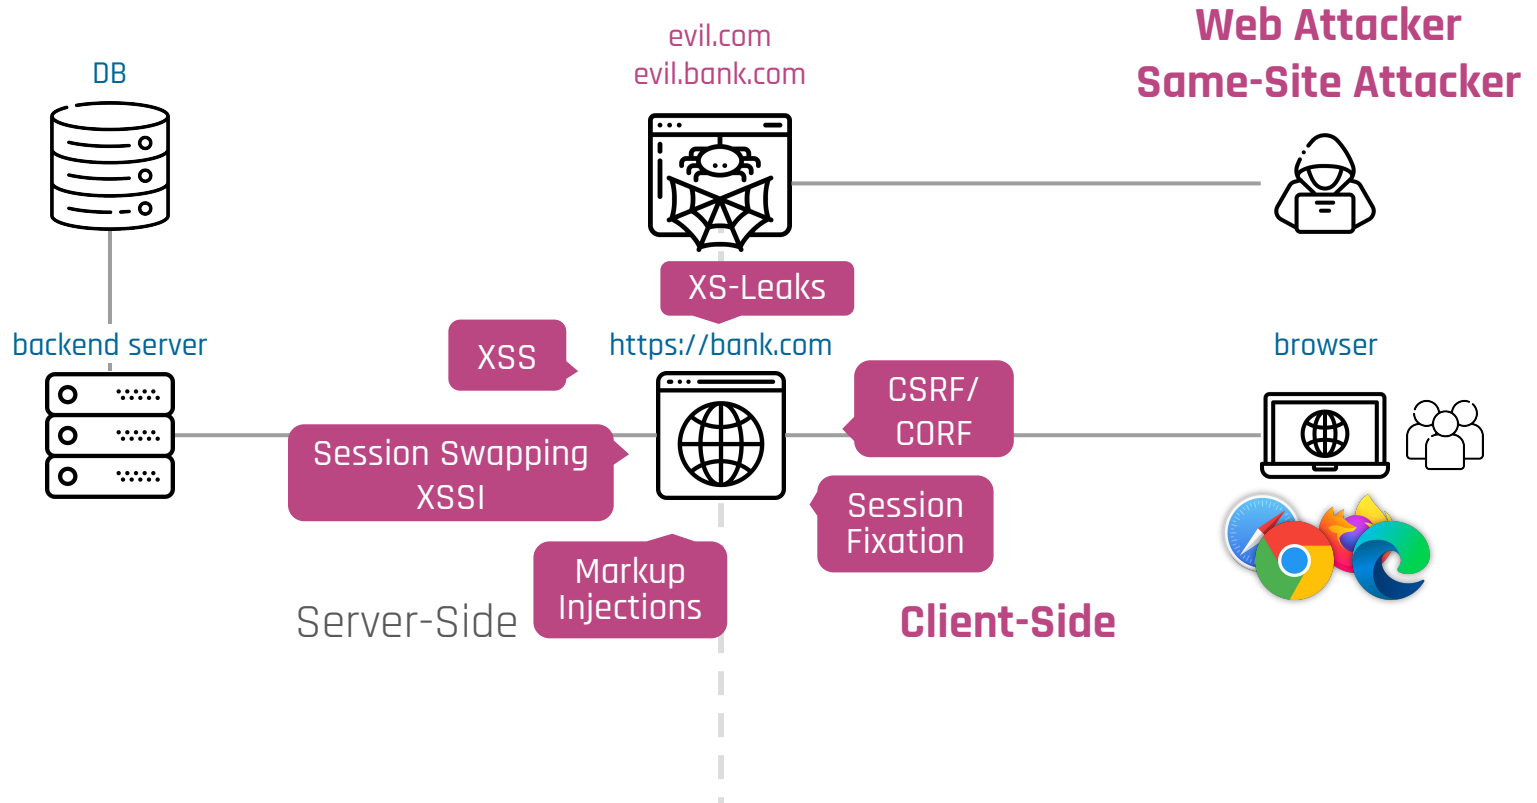 evil.com
evil.bank.com
Web Attacker
Same-Site Attacker
DB
XS-Leaks
backend server
XSS
https://bank.com
browser
CSRF/
CORF
Session Swapping
XSSI
Session
Fixation
Markup
Injections
Server-Side
Client-Side